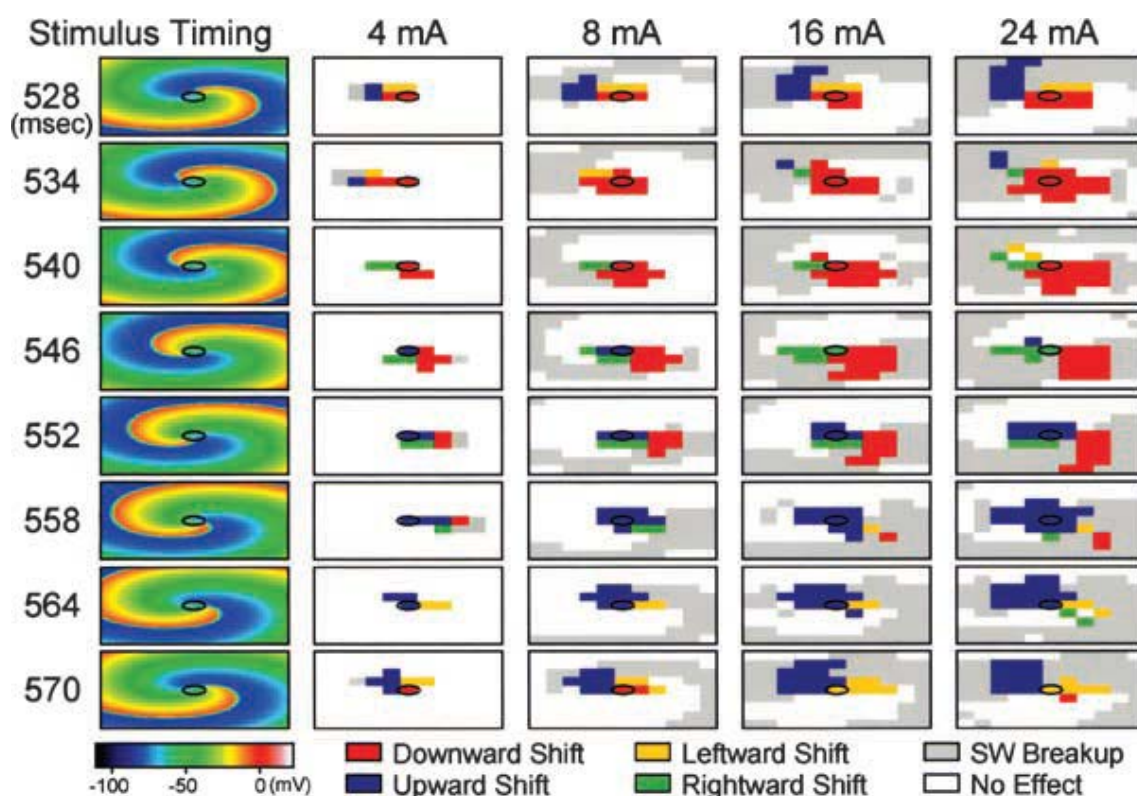 Stimulus Timing 4 mA 8 mA 16 mA 24 mA
528
(msec)
534
540
546
552
558
564
570
-100 -50 0 (mV)
Downward Shift Leftward Shift SW Breakup
Upward Shift Rightward Shift No Effect